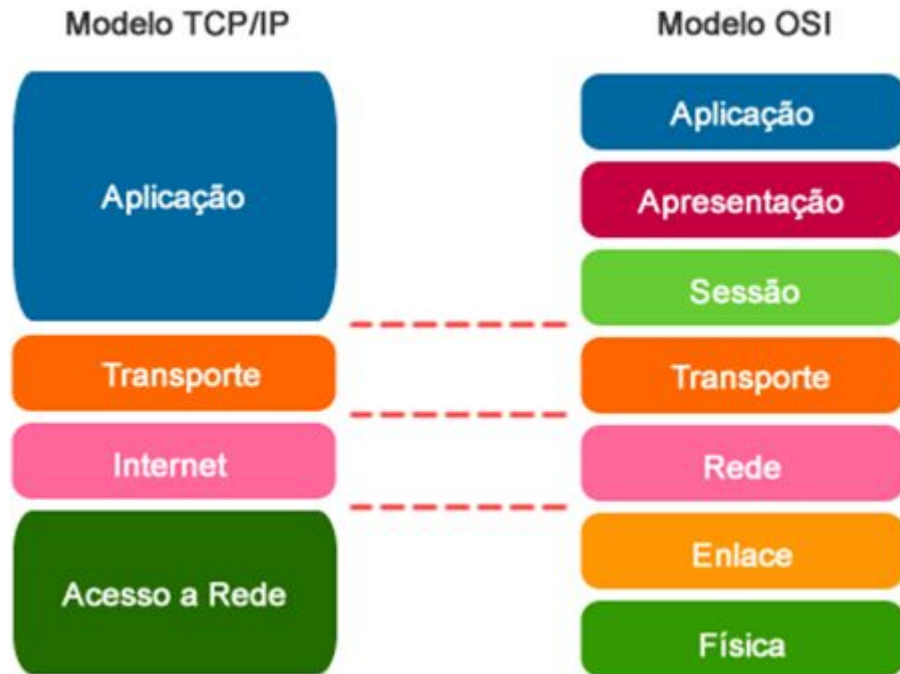 Modelo TCP/IP
Aplicação
Transporte
Internet
Acesso a Rede
Modelo OSI
Aplicação
Apresentação
Sessão
Transporte
Rede
Enlace
Física